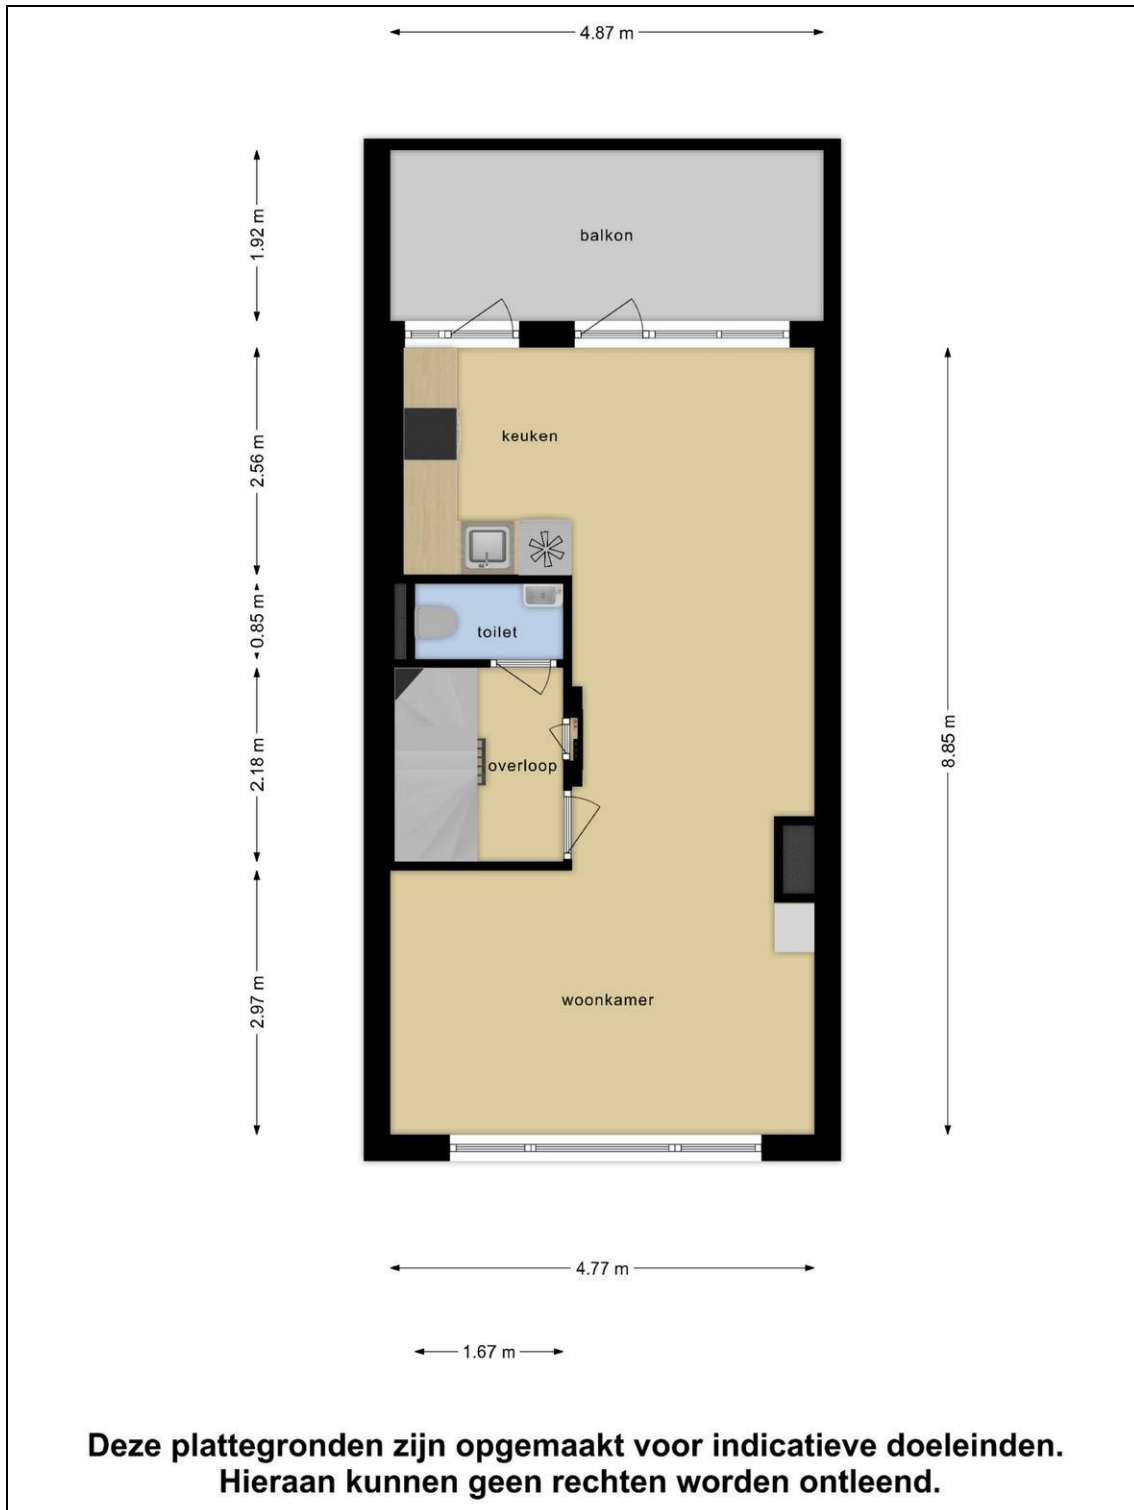 4.87 m
1.92 m
balkon
2.56 m
keuken
0.85 m
toilet
2.18 m
overloop
8.85 m
2.97 m
woonkamer
4.77 m
1.67 m
Deze plattegronden zijn opgemaakt voor indicatieve doeleinden.
Hieraan kunnen geen rechten worden ontleend.